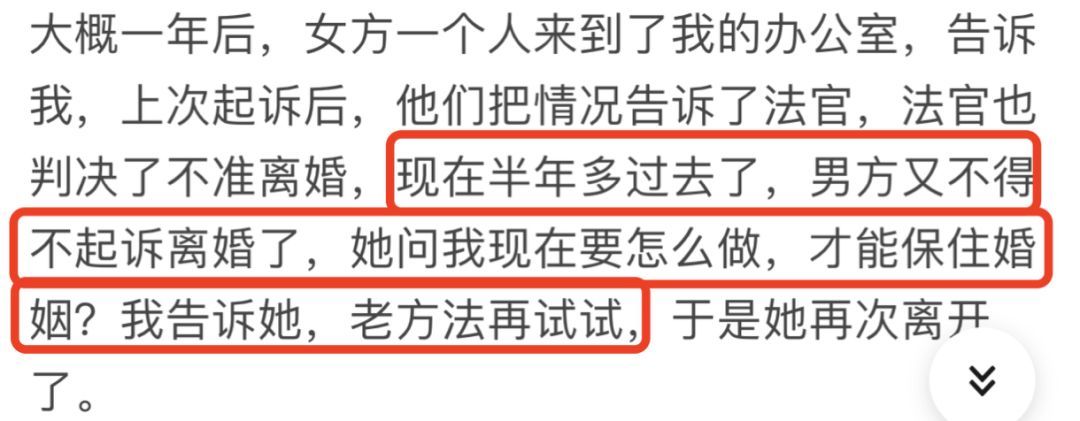 大概一年后，女方一个人来到了我的办公室，告诉
我，上次起诉后，他们把情况告诉了法官，法官也
判决了不准离婚，现在半年多过去了，男方又不得
不起诉离婚了，她问我现在要怎么做，才能保住婚
姻？我告诉她，老方法再试试，于是她再次离开
了。